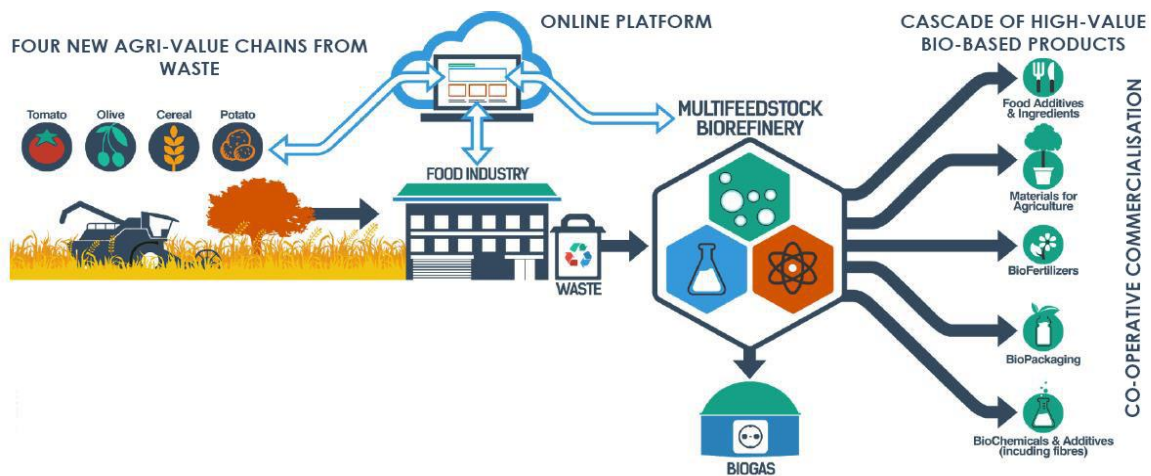 FOUR NEW AGRI-VALUE CHAINS FROM
WASTE
Tomato
Olive
Cereal
Potato
ONLINE PLATFORM
FOOD INDUSTRY
WASTE
MULTIFEEDSTOCK
BIOREFINERY
BIOGAS
CASCADE OF HIGH-VALUE
BIO-BASED PRODUCTS
Food Additives
& Ingredients
Materials for
Agriculture
BioFertilizers
BioPackaging
BioChemicals & Additives
(incuding fibres)
CO-OPERATIVE COMMERCIALISATION